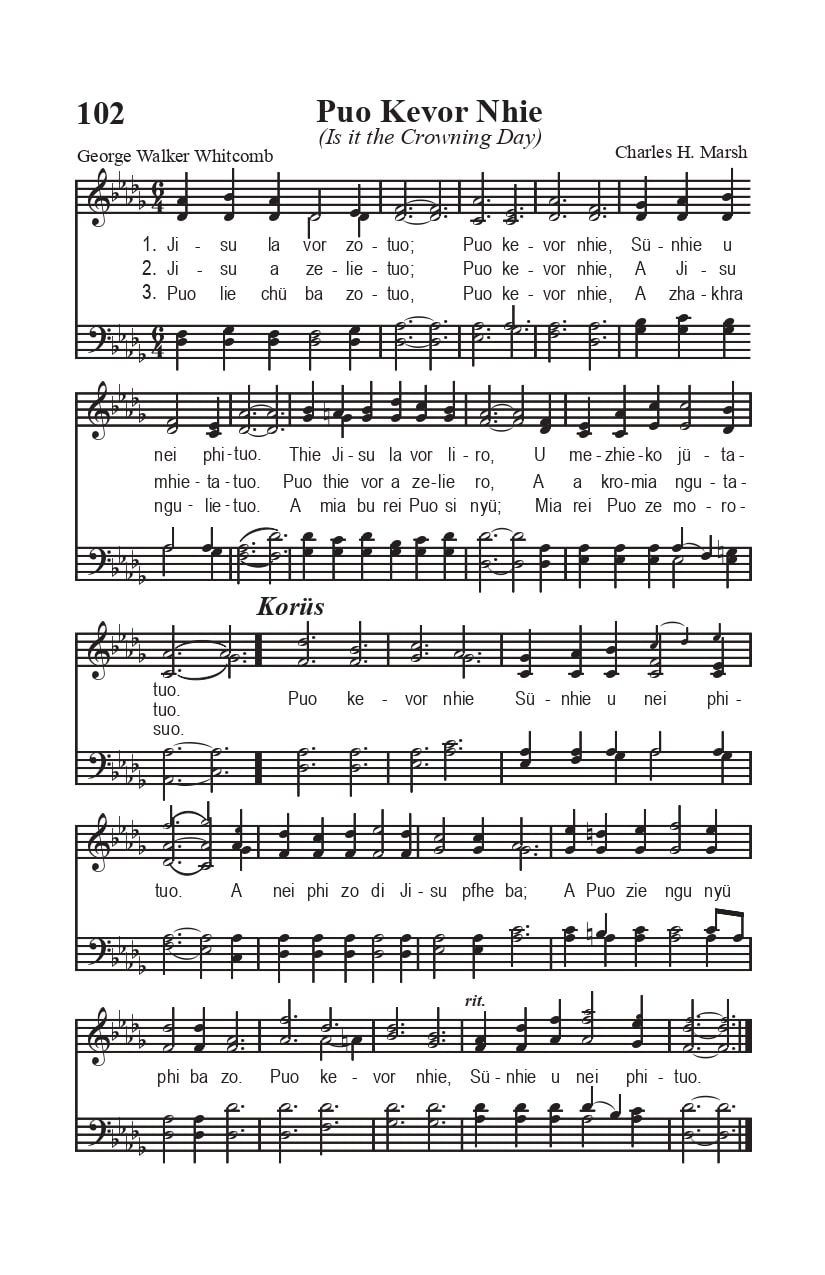 102 Puo Kevor Nhie
(Is it the Crowning Day)
George Walker Whitcomb Charles H. Marsh
1. Ji - su la vor zo - tuo; Puo ke - vor nhie, Sü - nhie u
2. Ji - su a ze - lie - tuo; Puo ke - vor nhie, A Ji - su
3. Puo lie chü ba zo - tuo, Puo ke - vor nhie, A zha - khra
nei phi - tuo. Thie Ji - su la vor li - ro, U me - zhie - ko jü - ta-
mhie - ta - tuo. Puo thie vor a ze - lie ro, A a kro - mia ngu - ta-
ngu - lie - tuo. A mia bu rei Puo si nyü; Mia rei Puo ze mo - ro-
Korüs
tuo. Puo ke - vor nhie Sü - nhie u nei phi -
tuo.
suo.
tuo. A nei phi zo di Ji - su pfhe ba; A Puo zie ngu nyü
rit.
phi ba zo. Puo ke - vor nhie, Sü - nhie u nei phi - tuo.